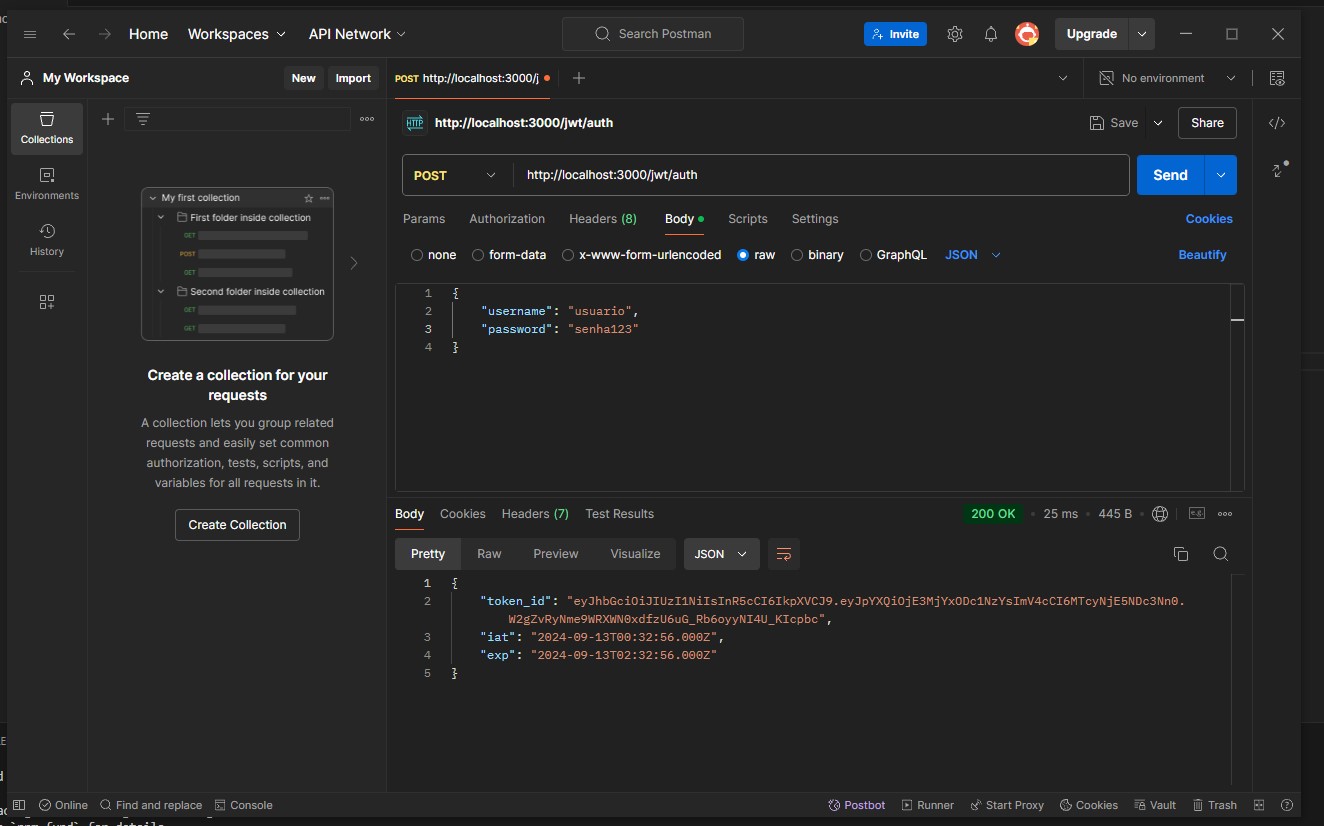 Home
Workspaces
API Network
Search Postman
Invite
Upgrade
My Workspace
New
Import
POST http://localhost:3000/j
No environment
Collections
Environments
History
My first collection
First folder inside collection
GET
POST
GET
Second folder inside collection
GET
GET
Create a collection for your
requests
A collection lets you group related
requests and easily set common
authorization, tests, scripts, and
variables for all requests in it.
Create Collection
HTTP http://localhost:3000/jwt/auth
Save
Share
POST
http://localhost:3000/jwt/auth
Send
Params
Authorization
Headers (8)
Body
Scripts
Settings
Cookies
none
form-data
x-www-form-urlencoded
raw
binary
GraphQL
JSON
Beautify
1 {
2 "username": "usuario",
3 "password": "senha123"
4 }
Body
Cookies
Headers (7)
Test Results
200 OK
25 ms
445 B
e.g.
Pretty
Raw
Preview
Visualize
JSON
1 {
2 "token_id": "eyJhbGciOiJIUzI1NiIsInR5cCI6IkpXVCJ9.eyJpYXQiOjE3MjYxODc1NzYsImV4cCI6MTcyNjE5NDc3Nn0.
W2gZvRyNme9WRXWN0xdfzU6uG_Rb6oyyNI4U_KIcpbc",
3 "iat": "2024-09-13T00:32:56.000Z",
4 "exp": "2024-09-13T02:32:56.000Z"
5 }
Online
Find and replace
Console
Postbot
Runner
Start Proxy
Cookies
Vault
Trash